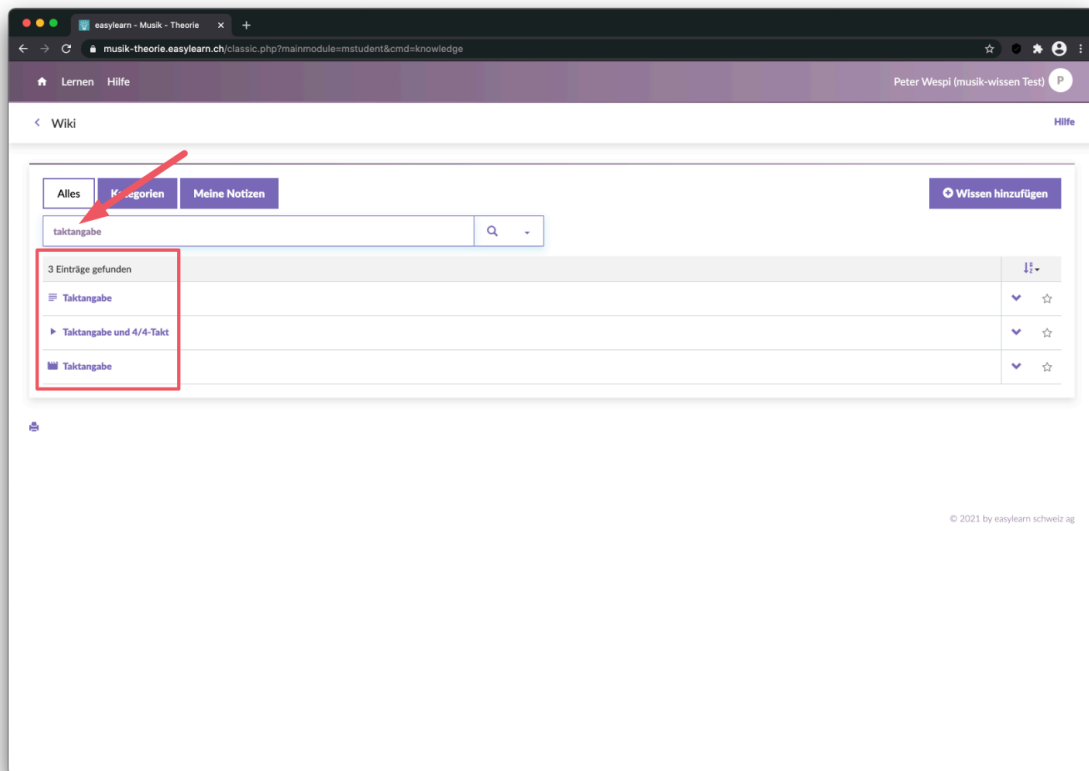 easylearn - Musik - Theorie
musik-theorie.easylearn.ch/classic.php?mainmodule=mstudent&cmd=knowledge
Lernen Hilfe
Peter Wespi (musik-wissen Test) P
Wiki
Hilfe
Alles Kategorien Meine Notizen
Wissen hinzufügen
taktangabe
3 Einträge gefunden
Taktangabe
Taktangabe und 4/4-Takt
Taktangabe
© 2021 by easylearn schweiz ag